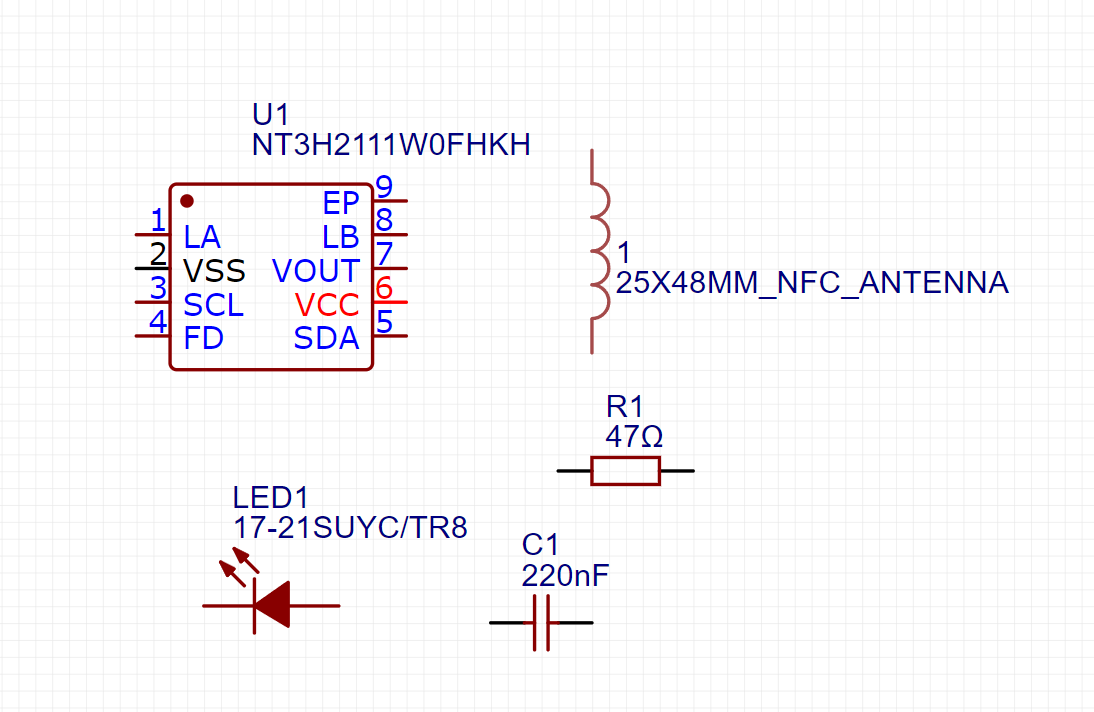 U1
NT3H2111W0FHKH
EP 9
1 LA LB 8
2 VSS VOUT 7
3 SCL VCC 6
4 FD SDA 5
1
25X48MM_NFC_ANTENNA
R1
47Ω
LED1
17-21SUYC/TR8
C1
220nF